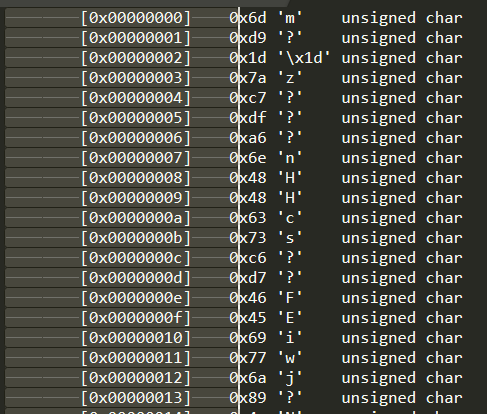 [0x00000000] 0x6d 'm' unsigned char
[0x00000001] 0xd9 '?' unsigned char
[0x00000002] 0x1d '\x1d' unsigned char
[0x00000003] 0x7a 'z' unsigned char
[0x00000004] 0xc7 '?' unsigned char
[0x00000005] 0xdf '?' unsigned char
[0x00000006] 0xa6 '?' unsigned char
[0x00000007] 0x6e 'n' unsigned char
[0x00000008] 0x48 'H' unsigned char
[0x00000009] 0x48 'H' unsigned char
[0x0000000a] 0x63 'c' unsigned char
[0x0000000b] 0x73 's' unsigned char
[0x0000000c] 0xc6 '?' unsigned char
[0x0000000d] 0xd7 '?' unsigned char
[0x0000000e] 0x46 'F' unsigned char
[0x0000000f] 0x45 'E' unsigned char
[0x00000010] 0x69 'i' unsigned char
[0x00000011] 0x77 'w' unsigned char
[0x00000012] 0x6a 'j' unsigned char
[0x00000013] 0x89 '?' unsigned char